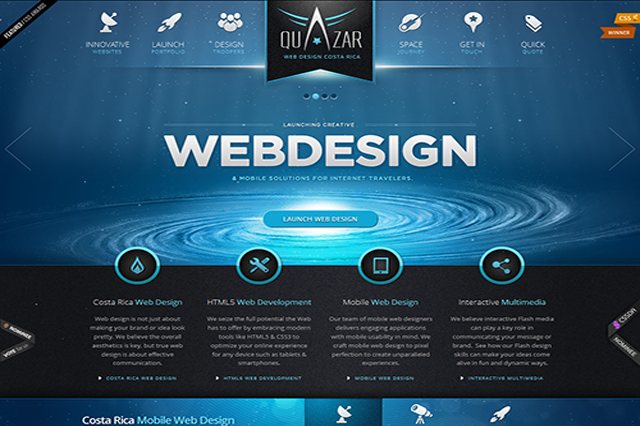 FEATURED CSS AWARDS
INNOVATIVE
WEBSITES
LAUNCH
PORTFOLIO
DESIGN
TROOPERS
QUAZAR
WEB DESIGN COSTA RICA
SPACE
JOURNEY
GET IN
TOUCH
QUICK
QUOTE
CSS
WINNER
LAUNCHING CREATIVE
WEBDESIGN
& MOBILE SOLUTIONS FOR INTERNET TRAVELERS.
LAUNCH WEB DESIGN
Costa Rica Web Design
Web design is not just about
making your brand or idea look
pretty. We believe the overall
aesthetics is key, but true web
design is about effective
communication.
COSTA RICA WEB DESIGN
HTML5 Web Development
We seize the full potential the Web
has to offer by embracing modern
tools like HTML5 & CSS3 to
optimize your online experience
for any device such as tablets &
smartphones.
HTML5 WEB DEVELOPMENT
Mobile Web Design
Our team of mobile web designers
delivers engaging applications
with mobile usability in mind. We
craft mobile web design to pixel
perfection to create unparalleled
experiences.
MOBILE WEB DESIGN
Interactive Multimedia
We believe interactive Flash media
can play a key role in
communicating your message or
brand. See how our Flash design
skills can make your ideas come
alive in fun and dynamic ways.
INTERACTIVE MULTIMEDIA
NOMINEE
VOTE
CSSDA
NOMINEE
Costa Rica Mobile Web Design